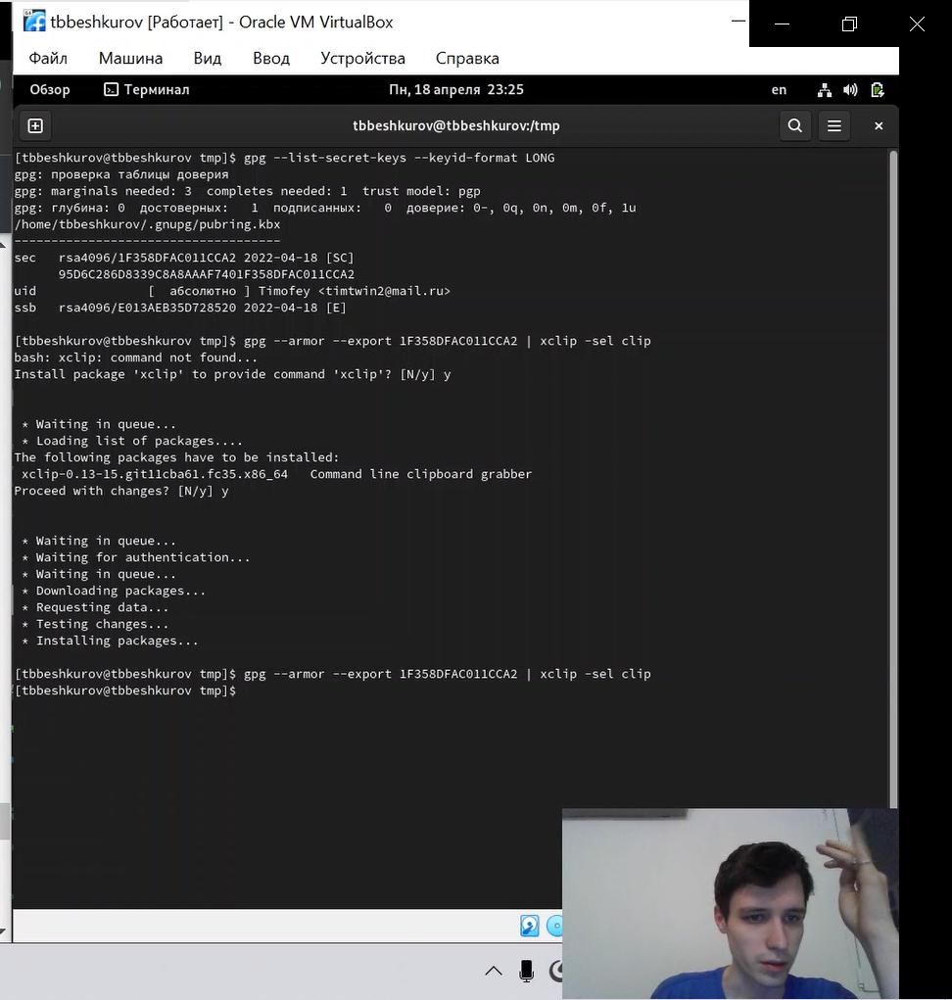 tbbeshkurov [Работает] - Oracle VM VirtualBox
Файл Машина Вид Ввод Устройства Справка
Обзор Терминал Пн, 18 апреля 23:25 en
tbbeshkurov@tbbeshkurov:/tmp
[tbbeshkurov@tbbeshkurov tmp]$ gpg --list-secret-keys --keyid-format LONG
gpg: проверка таблицы доверия
gpg: marginals needed: 3  completes needed: 1  trust model: pgp
gpg: глубина: 0  достоверных:   1  подписанных:   0  доверие: 0-, 0q, 0n, 0m, 0f, 1u
/home/tbbeshkurov/.gnupg/pubring.kbx
------------------------------------
sec   rsa4096/1F358DFAC011CCA2 2022-04-18 [SC]
      95D6C286D8339C8A8AAAF7401F358DFAC011CCA2
uid               [  абсолютно ] Timofey <timtwin2@mail.ru>
ssb   rsa4096/E013AEB35D728520 2022-04-18 [E]
[tbbeshkurov@tbbeshkurov tmp]$ gpg --armor --export 1F358DFAC011CCA2 | xclip -sel clip
bash: xclip: command not found...
Install package 'xclip' to provide command 'xclip'? [N/y] y
* Waiting in queue...
* Loading list of packages....
The following packages have to be installed:
xclip-0.13-15.git11cba61.fc35.x86_64   Command line clipboard grabber
Proceed with changes? [N/y] y
* Waiting in queue...
* Waiting for authentication...
* Waiting in queue...
* Downloading packages...
* Requesting data...
* Testing changes...
* Installing packages...
[tbbeshkurov@tbbeshkurov tmp]$ gpg --armor --export 1F358DFAC011CCA2 | xclip -sel clip
[tbbeshkurov@tbbeshkurov tmp]$